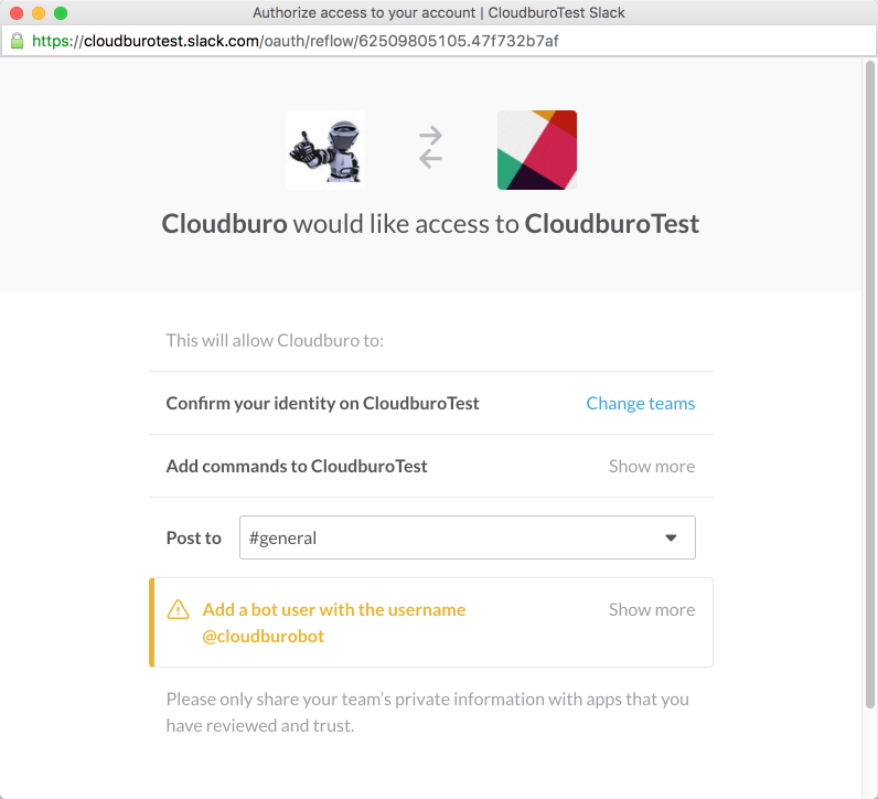 Authorize access to your account | CloudburoTest Slack
https://cloudburotest.slack.com/oauth/reflow/62509805105.47f732b7af
Cloudburo would like access to CloudburoTest
This will allow Cloudburo to:
Confirm your identity on CloudburoTest
Change teams
Add commands to CloudburoTest
Show more
Post to
#general
Add a bot user with the username
@cloudburobot
Show more
Please only share your team's private information with apps that you
have reviewed and trust.